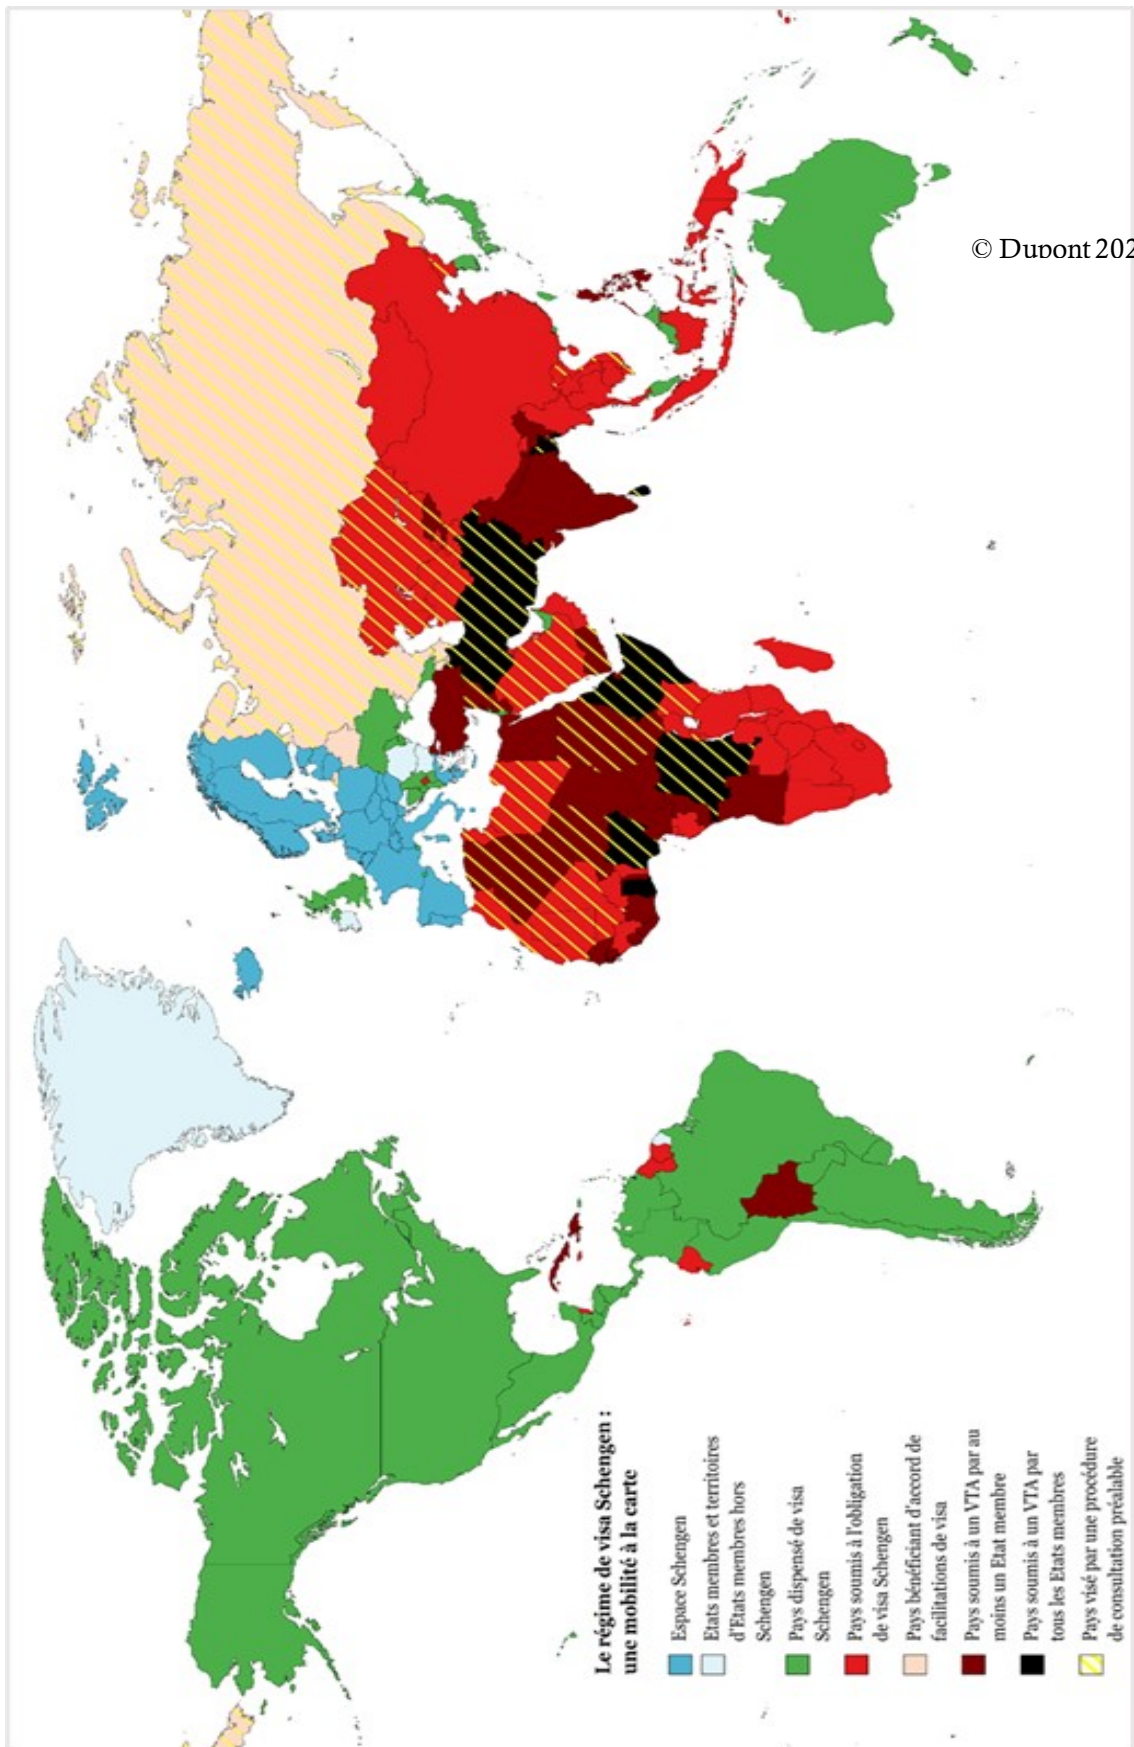 © Dupont 202
Le régime de visa Schengen :
une mobilité à la carte
Espace Schengen
Etats membres et territoires
d'Etats membres hors
Schengen
Pays dispensé de visa
Schengen
Pays soumis à l'obligation
de visa Schengen
Pays bénéficiant d'accord de
facilitations de visa
Pays soumis à un VTA par au
moins un Etat membre
Pays soumis à un VTA par
tous les Etats membres
Pays visé par une procédure
de consultation préalable